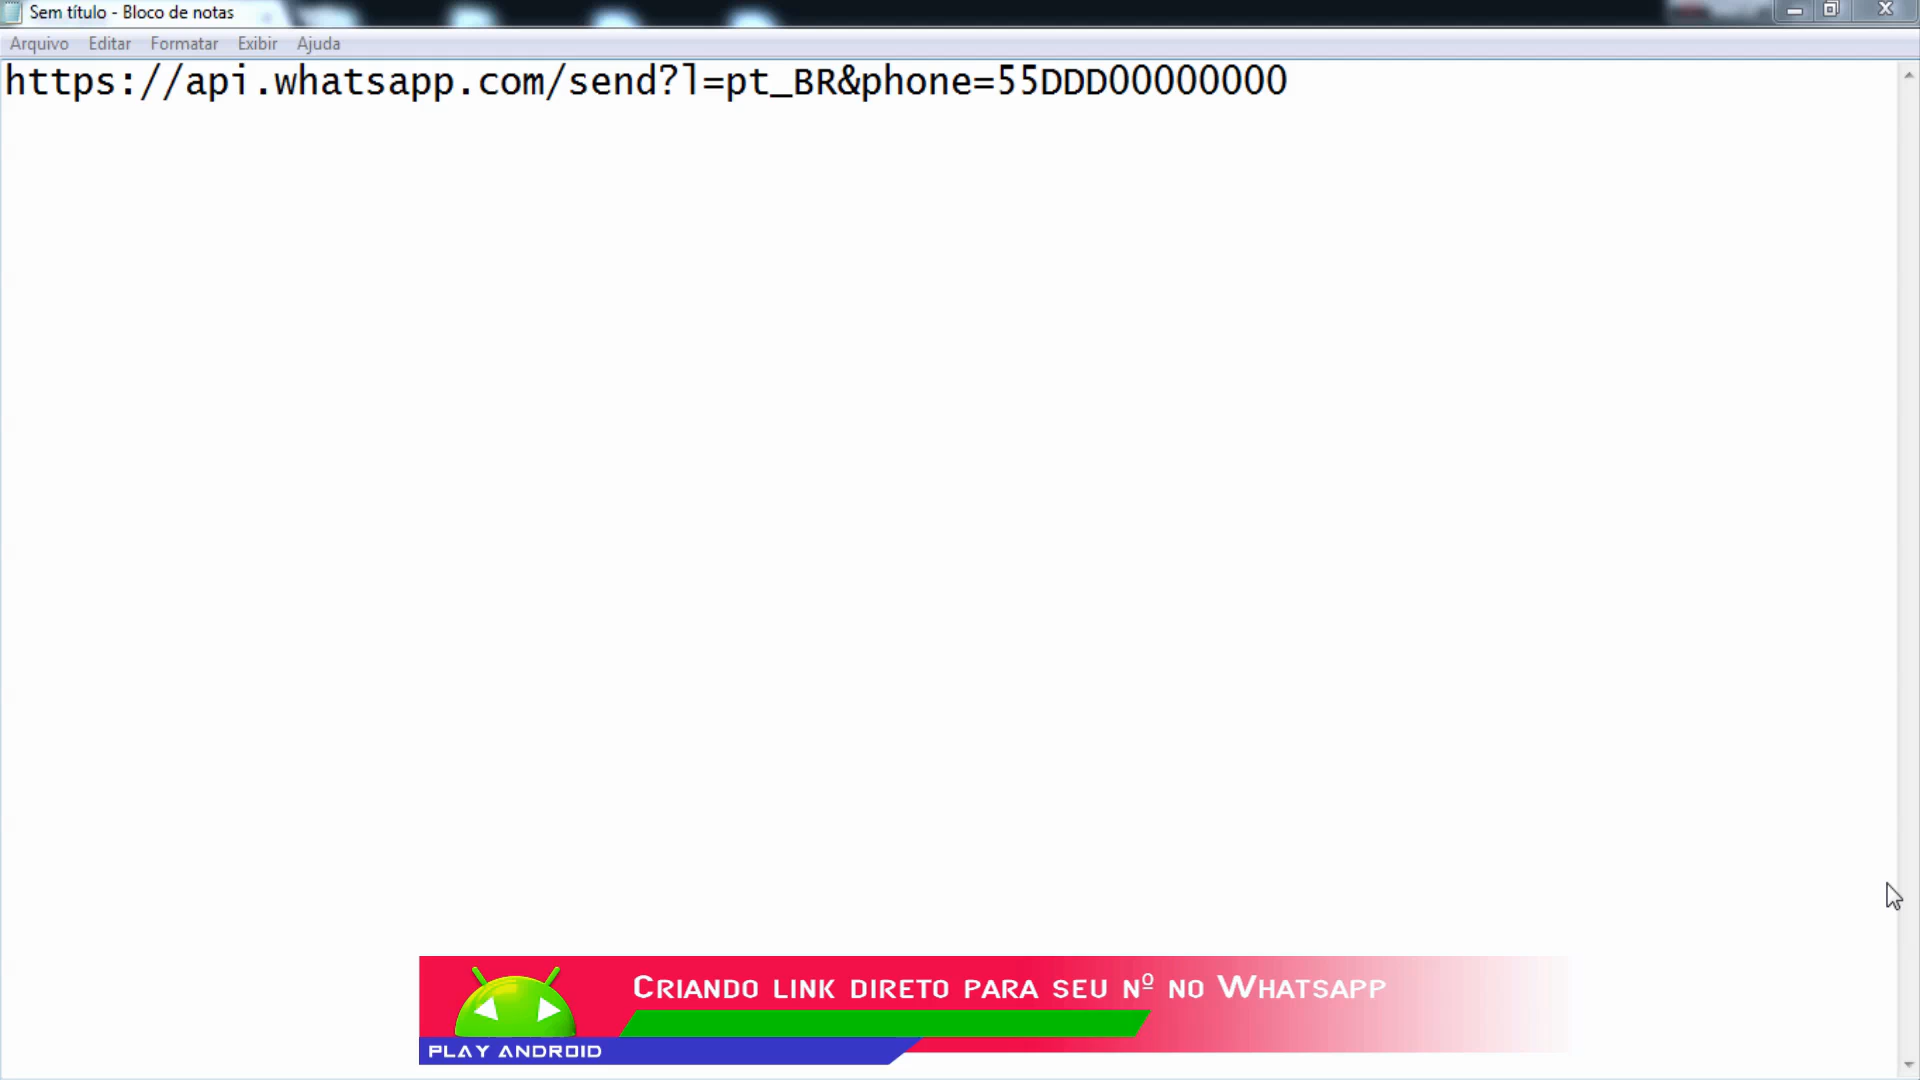 Sem título - Bloco de notas
Arquivo Editar Formatar Exibir Ajuda
https://api.whatsapp.com/send?l=pt_BR&phone=55DDD00000000
Criando link direto para seu nº no Whatsapp
PLAY ANDROID